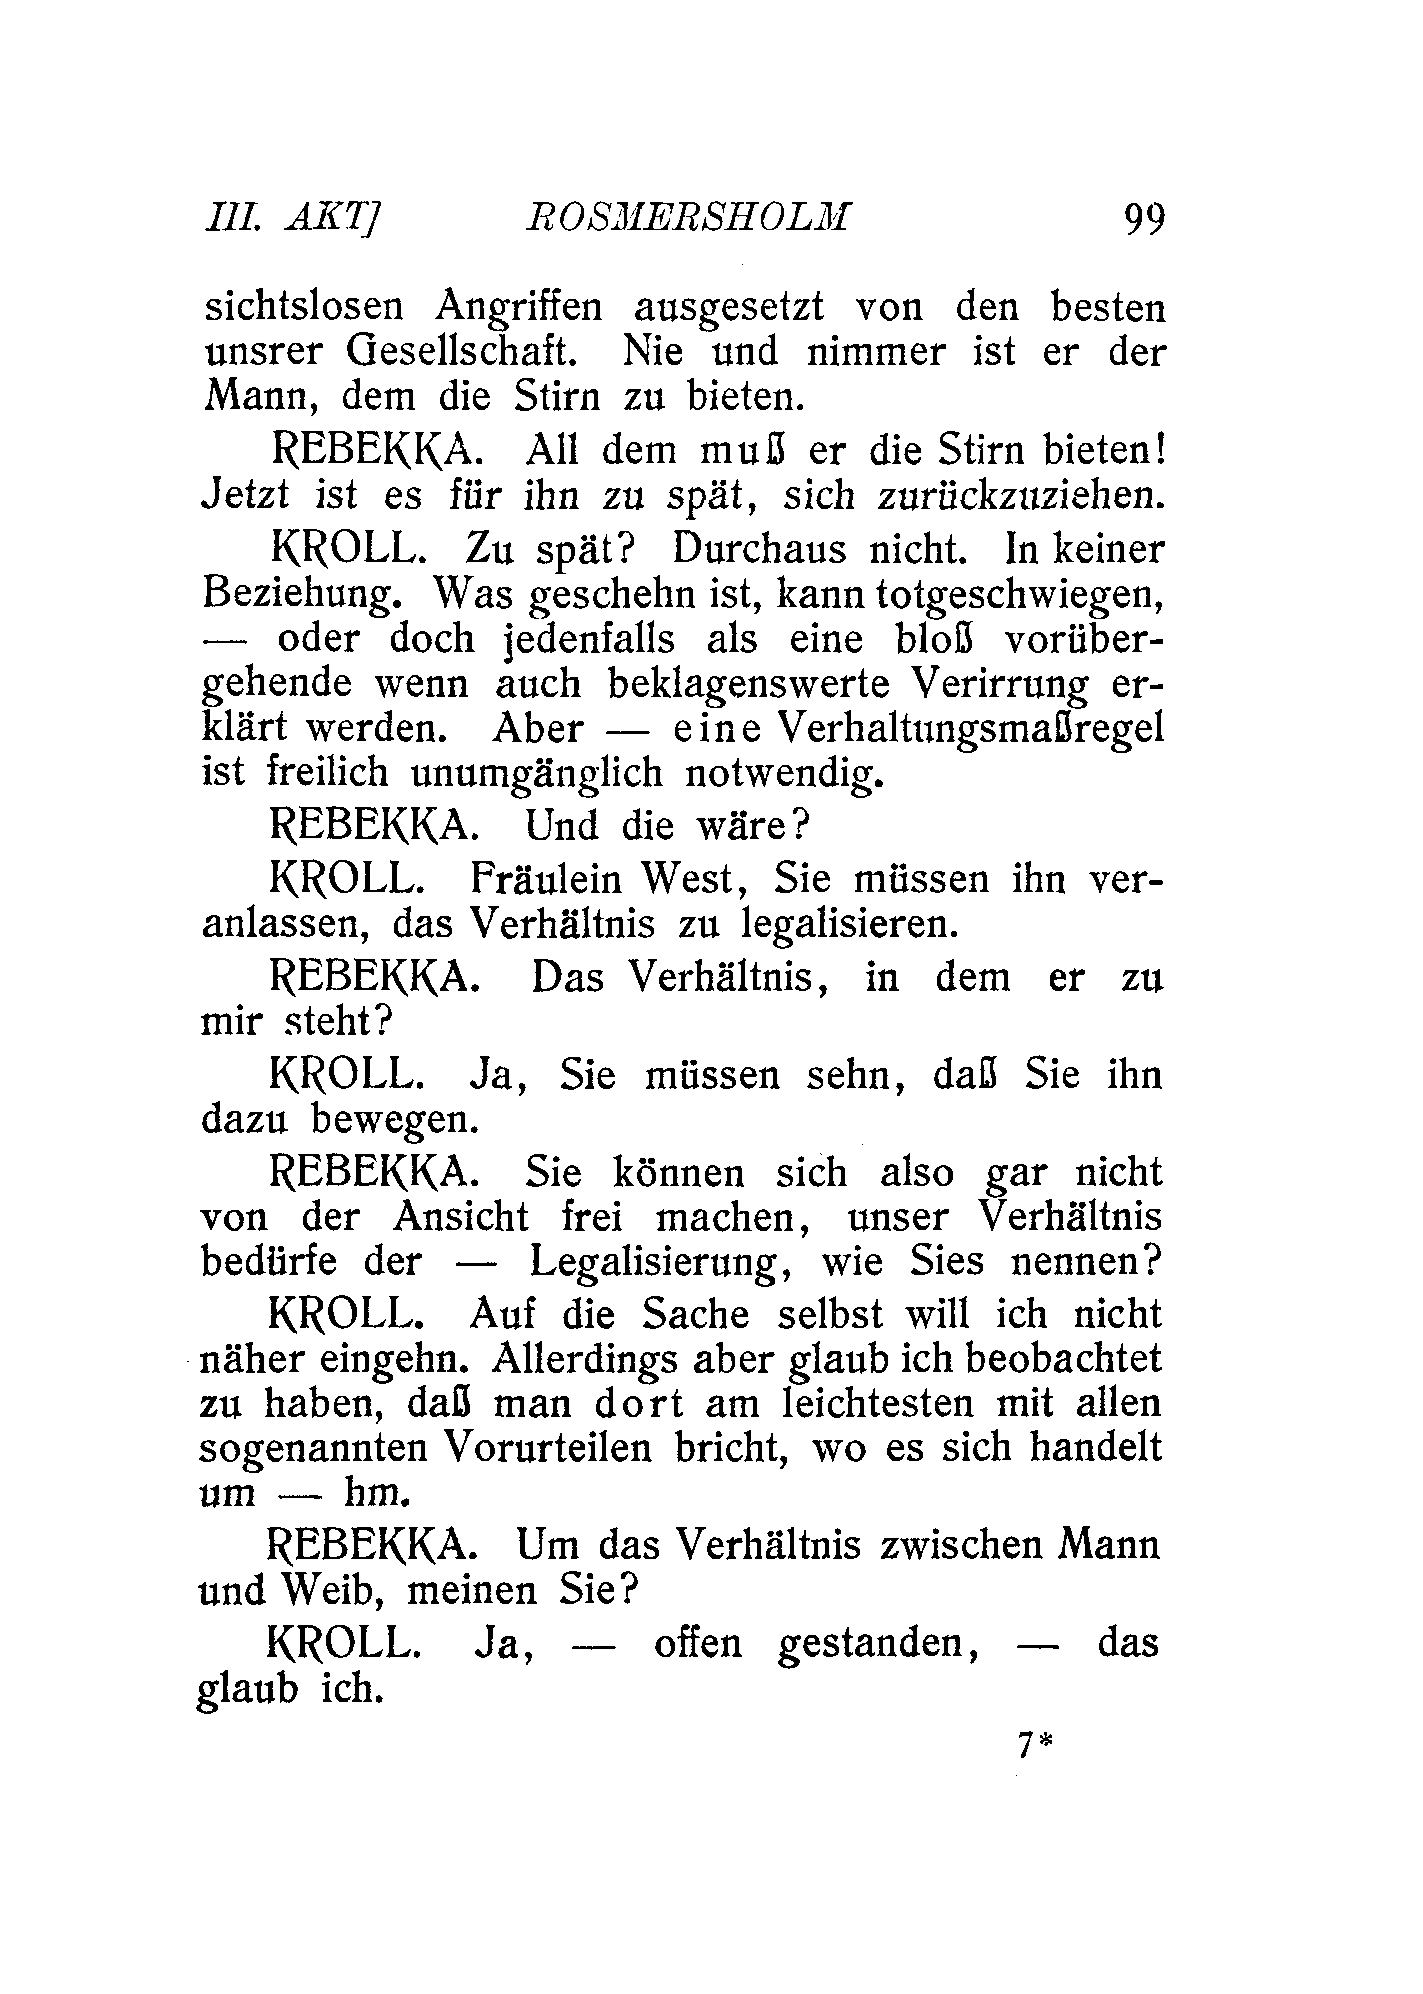 III. AKT] ROSMERSHOLM 99
sichtslosen Angriffen ausgesetzt von den besten
unsrer Gesellschaft. Nie und nimmer ist er der
Mann, dem die Stirn zu bieten.
REBEKKA. All dem muß er die Stirn bieten!
Jetzt ist es für ihn zu spät, sich zurückzuziehen.
KROLL. Zu spät? Durchaus nicht. In keiner
Beziehung. Was geschehn ist, kann totgeschwiegen,
— oder doch jedenfalls als eine bloß vorüber-
gehende wenn auch beklagenswerte Verirrung er-
klärt werden. Aber — eine Verhaltungsmaßregel
ist freilich unumgänglich notwendig.
REBEKKA. Und die wäre?
KROLL. Fräulein West, Sie müssen ihn ver-
anlassen, das Verhältnis zu legalisieren.
REBEKKA. Das Verhältnis, in dem er zu
mir steht?
KROLL. Ja, Sie müssen sehn, daß Sie ihn
dazu bewegen.
REBEKKA. Sie können sich also gar nicht
von der Ansicht frei machen, unser Verhältnis
bedürfe der — Legalisierung, wie Sies nennen?
KROLL. Auf die Sache selbst will ich nicht
näher eingehn. Allerdings aber glaub ich beobachtet
zu haben, daß man dort am leichtesten mit allen
sogenannten Vorurteilen bricht, wo es sich handelt
um — hm.
REBEKKA. Um das Verhältnis zwischen Mann
und Weib, meinen Sie?
KROLL. Ja, — offen gestanden, — das
glaub ich.
7*